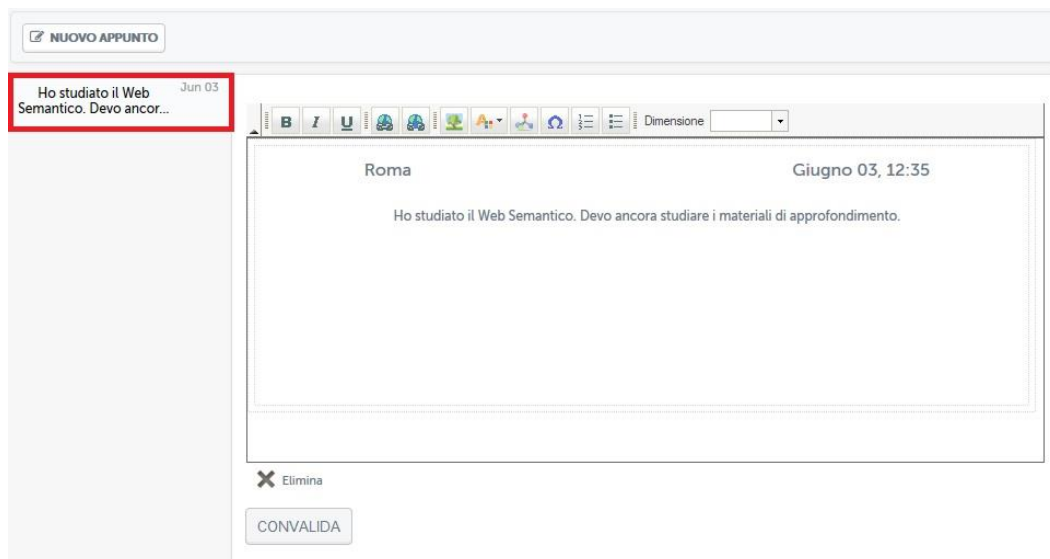 NUOVO APPUNTO
Ho studiato il Web
Semantico. Devo ancor...
Jun 03
B I U A Ω Dimensione
Roma Giugno 03, 12:35
Ho studiato il Web Semantico. Devo ancora studiare i materiali di approfondimento.
Elimina
CONVALIDA